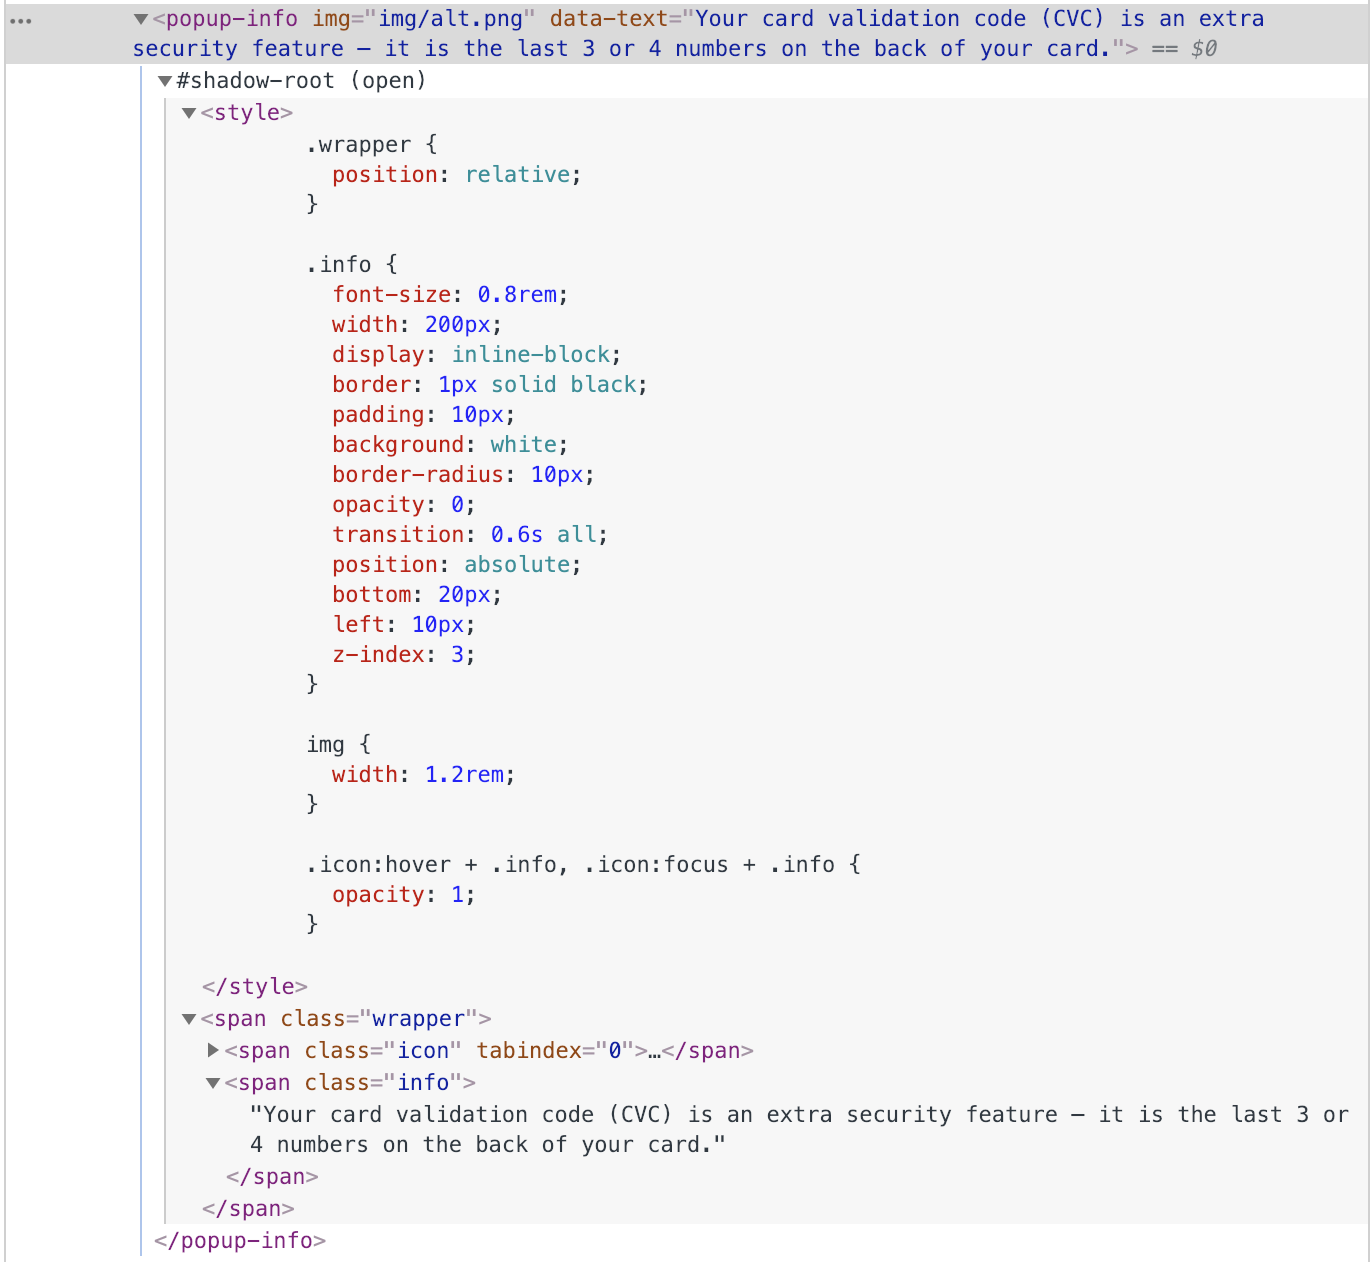 … ▼<popup-info img="img/alt.png" data-text="Your card validation code (CVC) is an extra
security feature – it is the last 3 or 4 numbers on the back of your card."> == $0
▼#shadow-root (open)
▼<style>
.wrapper {
position: relative;
}
.info {
font-size: 0.8rem;
width: 200px;
display: inline-block;
border: 1px solid black;
padding: 10px;
background: white;
border-radius: 10px;
opacity: 0;
transition: 0.6s all;
position: absolute;
bottom: 20px;
left: 10px;
z-index: 3;
}
img {
width: 1.2rem;
}
.icon:hover + .info, .icon:focus + .info {
opacity: 1;
}
</style>
▼<span class="wrapper">
▶<span class="icon" tabindex="0">…</span>
▼<span class="info">
"Your card validation code (CVC) is an extra security feature – it is the last 3 or
4 numbers on the back of your card."
</span>
</span>
</popup-info>